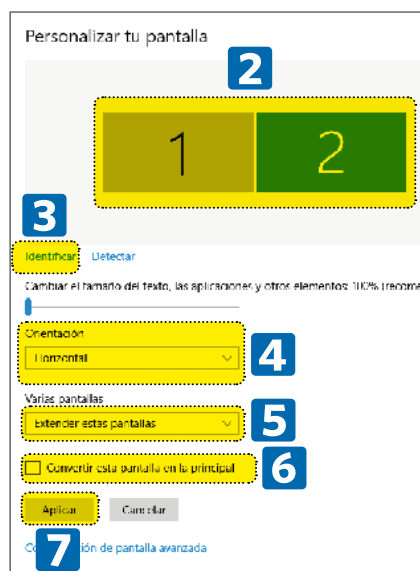 Personalizar tu pantalla
2
1 2
3
Identificar Detectar
Cambiar el tamaño del texto, las aplicaciones y otros elementos: 100% (recome
Orientación
Horizontal
4
Varias pantallas
Extender estas pantallas
5
Convertir esta pantalla en la principal
6
Aplicar Cancelar
7
ión de pantalla avanzada